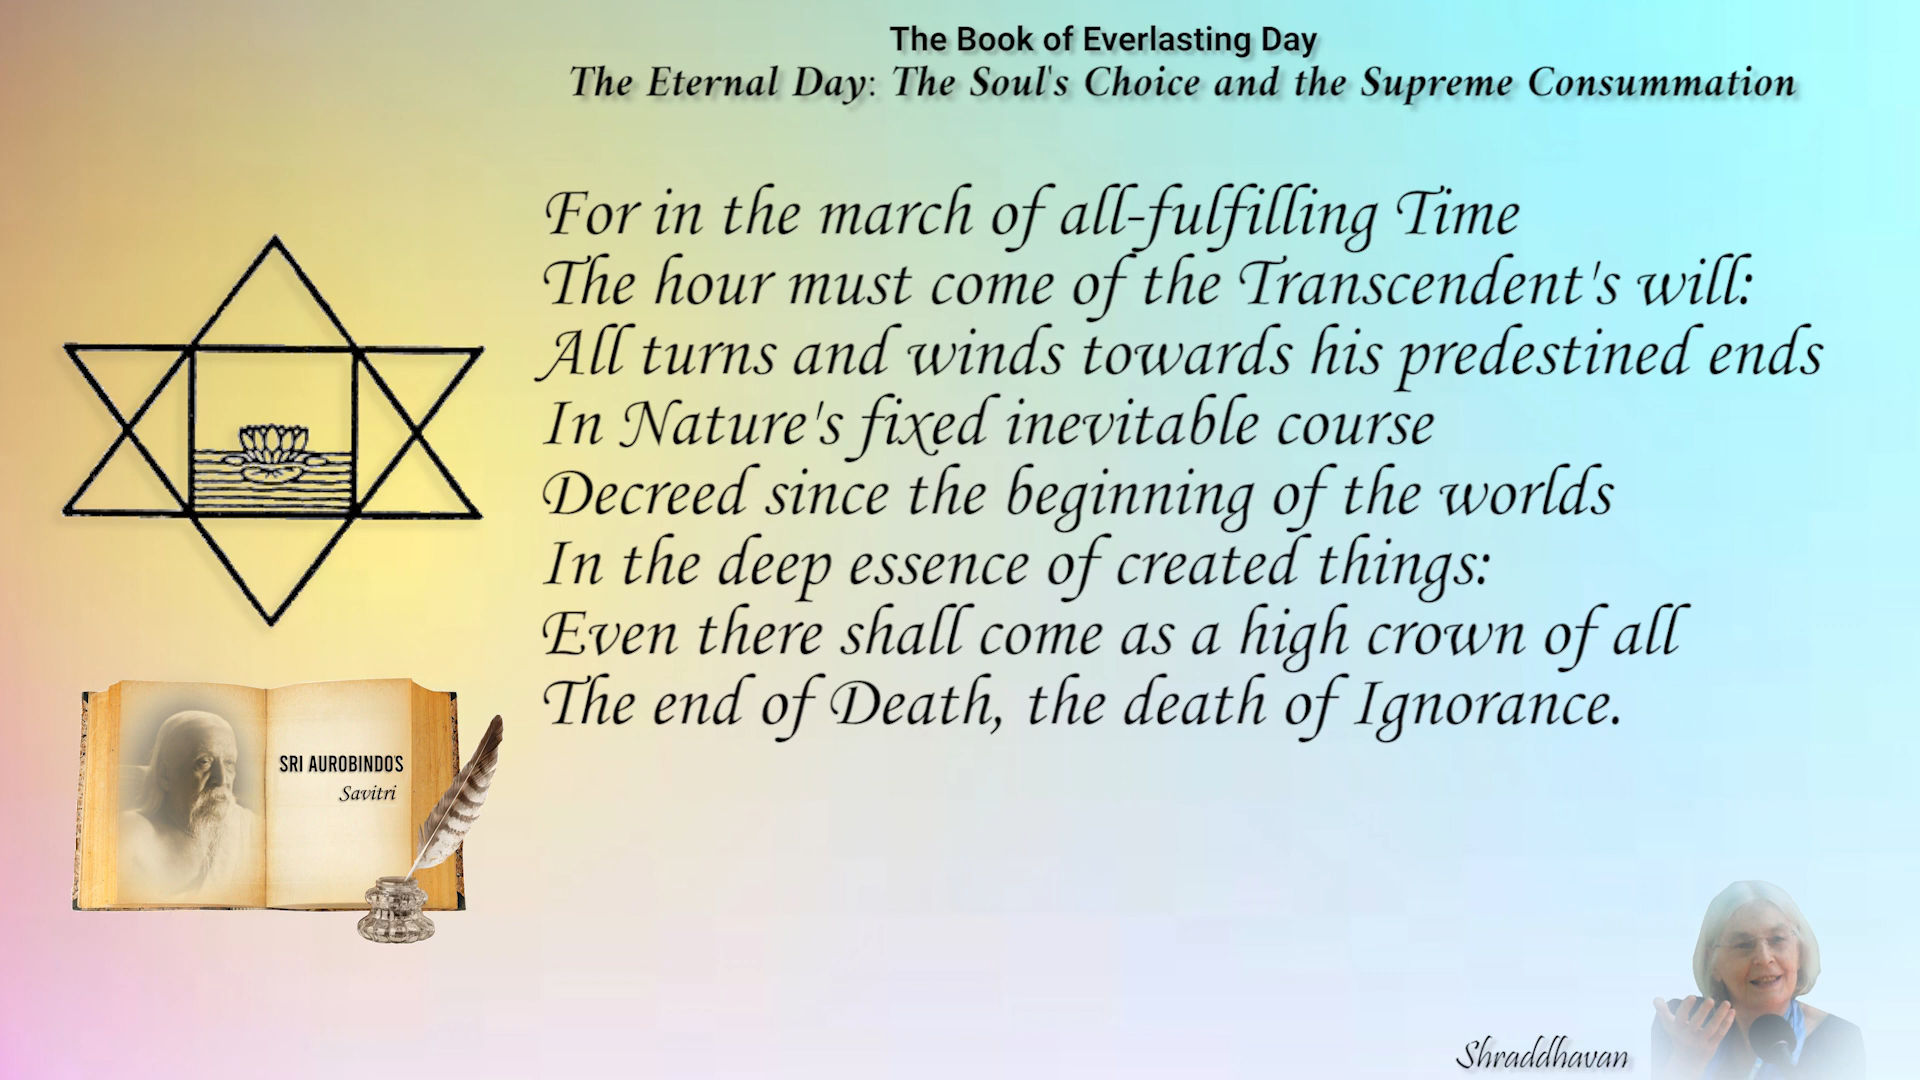 The Book of Everlasting Day
The Eternal Day: The Soul's Choice and the Supreme Consummation
For in the march of all-fulfilling Time
The hour must come of the Transcendent's will:
All turns and winds towards his predestined ends
In Nature's fixed inevitable course
Decreed since the beginning of the worlds
In the deep essence of created things:
Even there shall come as a high crown of all
The end of Death, the death of Ignorance.
SRI AUROBINDO'S
Savitri
Shraddhavan